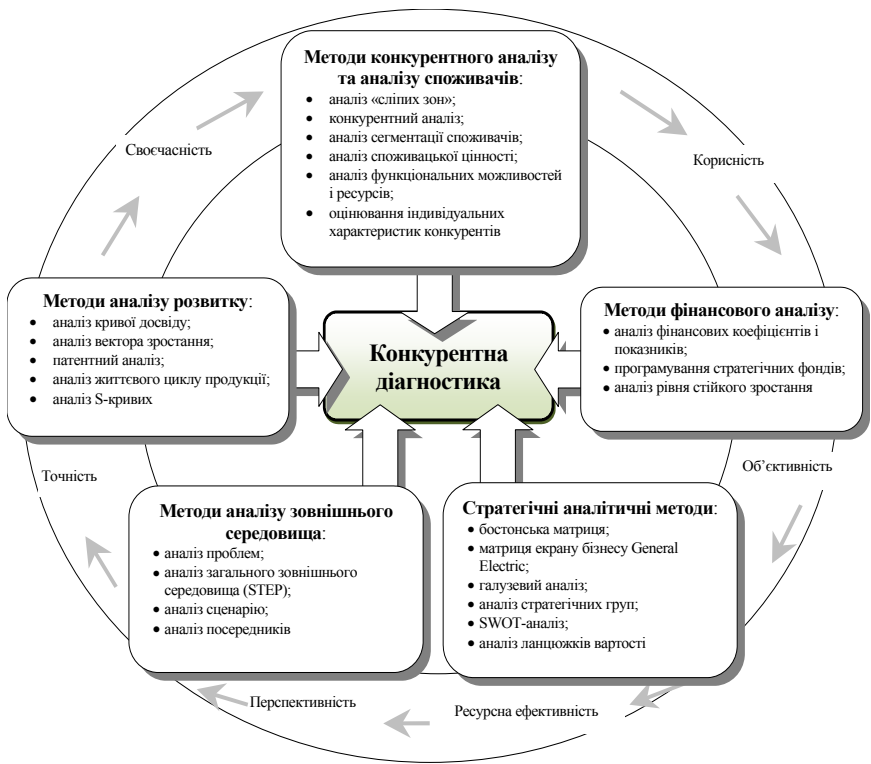 Методи конкурентного аналізу
та аналізу споживачів:
• аналіз «сліпих зон»;
• конкурентний аналіз;
• аналіз сегментації споживачів;
• аналіз споживацької цінності;
• аналіз функціональних можливостей
і ресурсів;
• оцінювання індивідуальних
характеристик конкурентів
Своєчасність
Корисність
Методи аналізу розвитку:
• аналіз кривої досвіду;
• аналіз вектора зростання;
• патентний аналіз;
• аналіз життєвого циклу продукції;
• аналіз S-кривих
Конкурентна
діагностика
Методи фінансового аналізу:
• аналіз фінансових коефіцієнтів і
показників;
• програмування стратегічних фондів;
• аналіз рівня стійкого зростання
Точність
Об’єктивність
Методи аналізу зовнішнього
середовища:
• аналіз проблем;
• аналіз загального зовнішнього
середовища (STEP);
• аналіз сценарію;
• аналіз посередників
Стратегічні аналітичні методи:
• бостонська матриця;
• матриця екрану бізнесу General
Electric;
• галузевий аналіз;
• аналіз стратегічних груп;
• SWOT-аналіз;
• аналіз ланцюжків вартості
Перспективність
Ресурсна ефективність